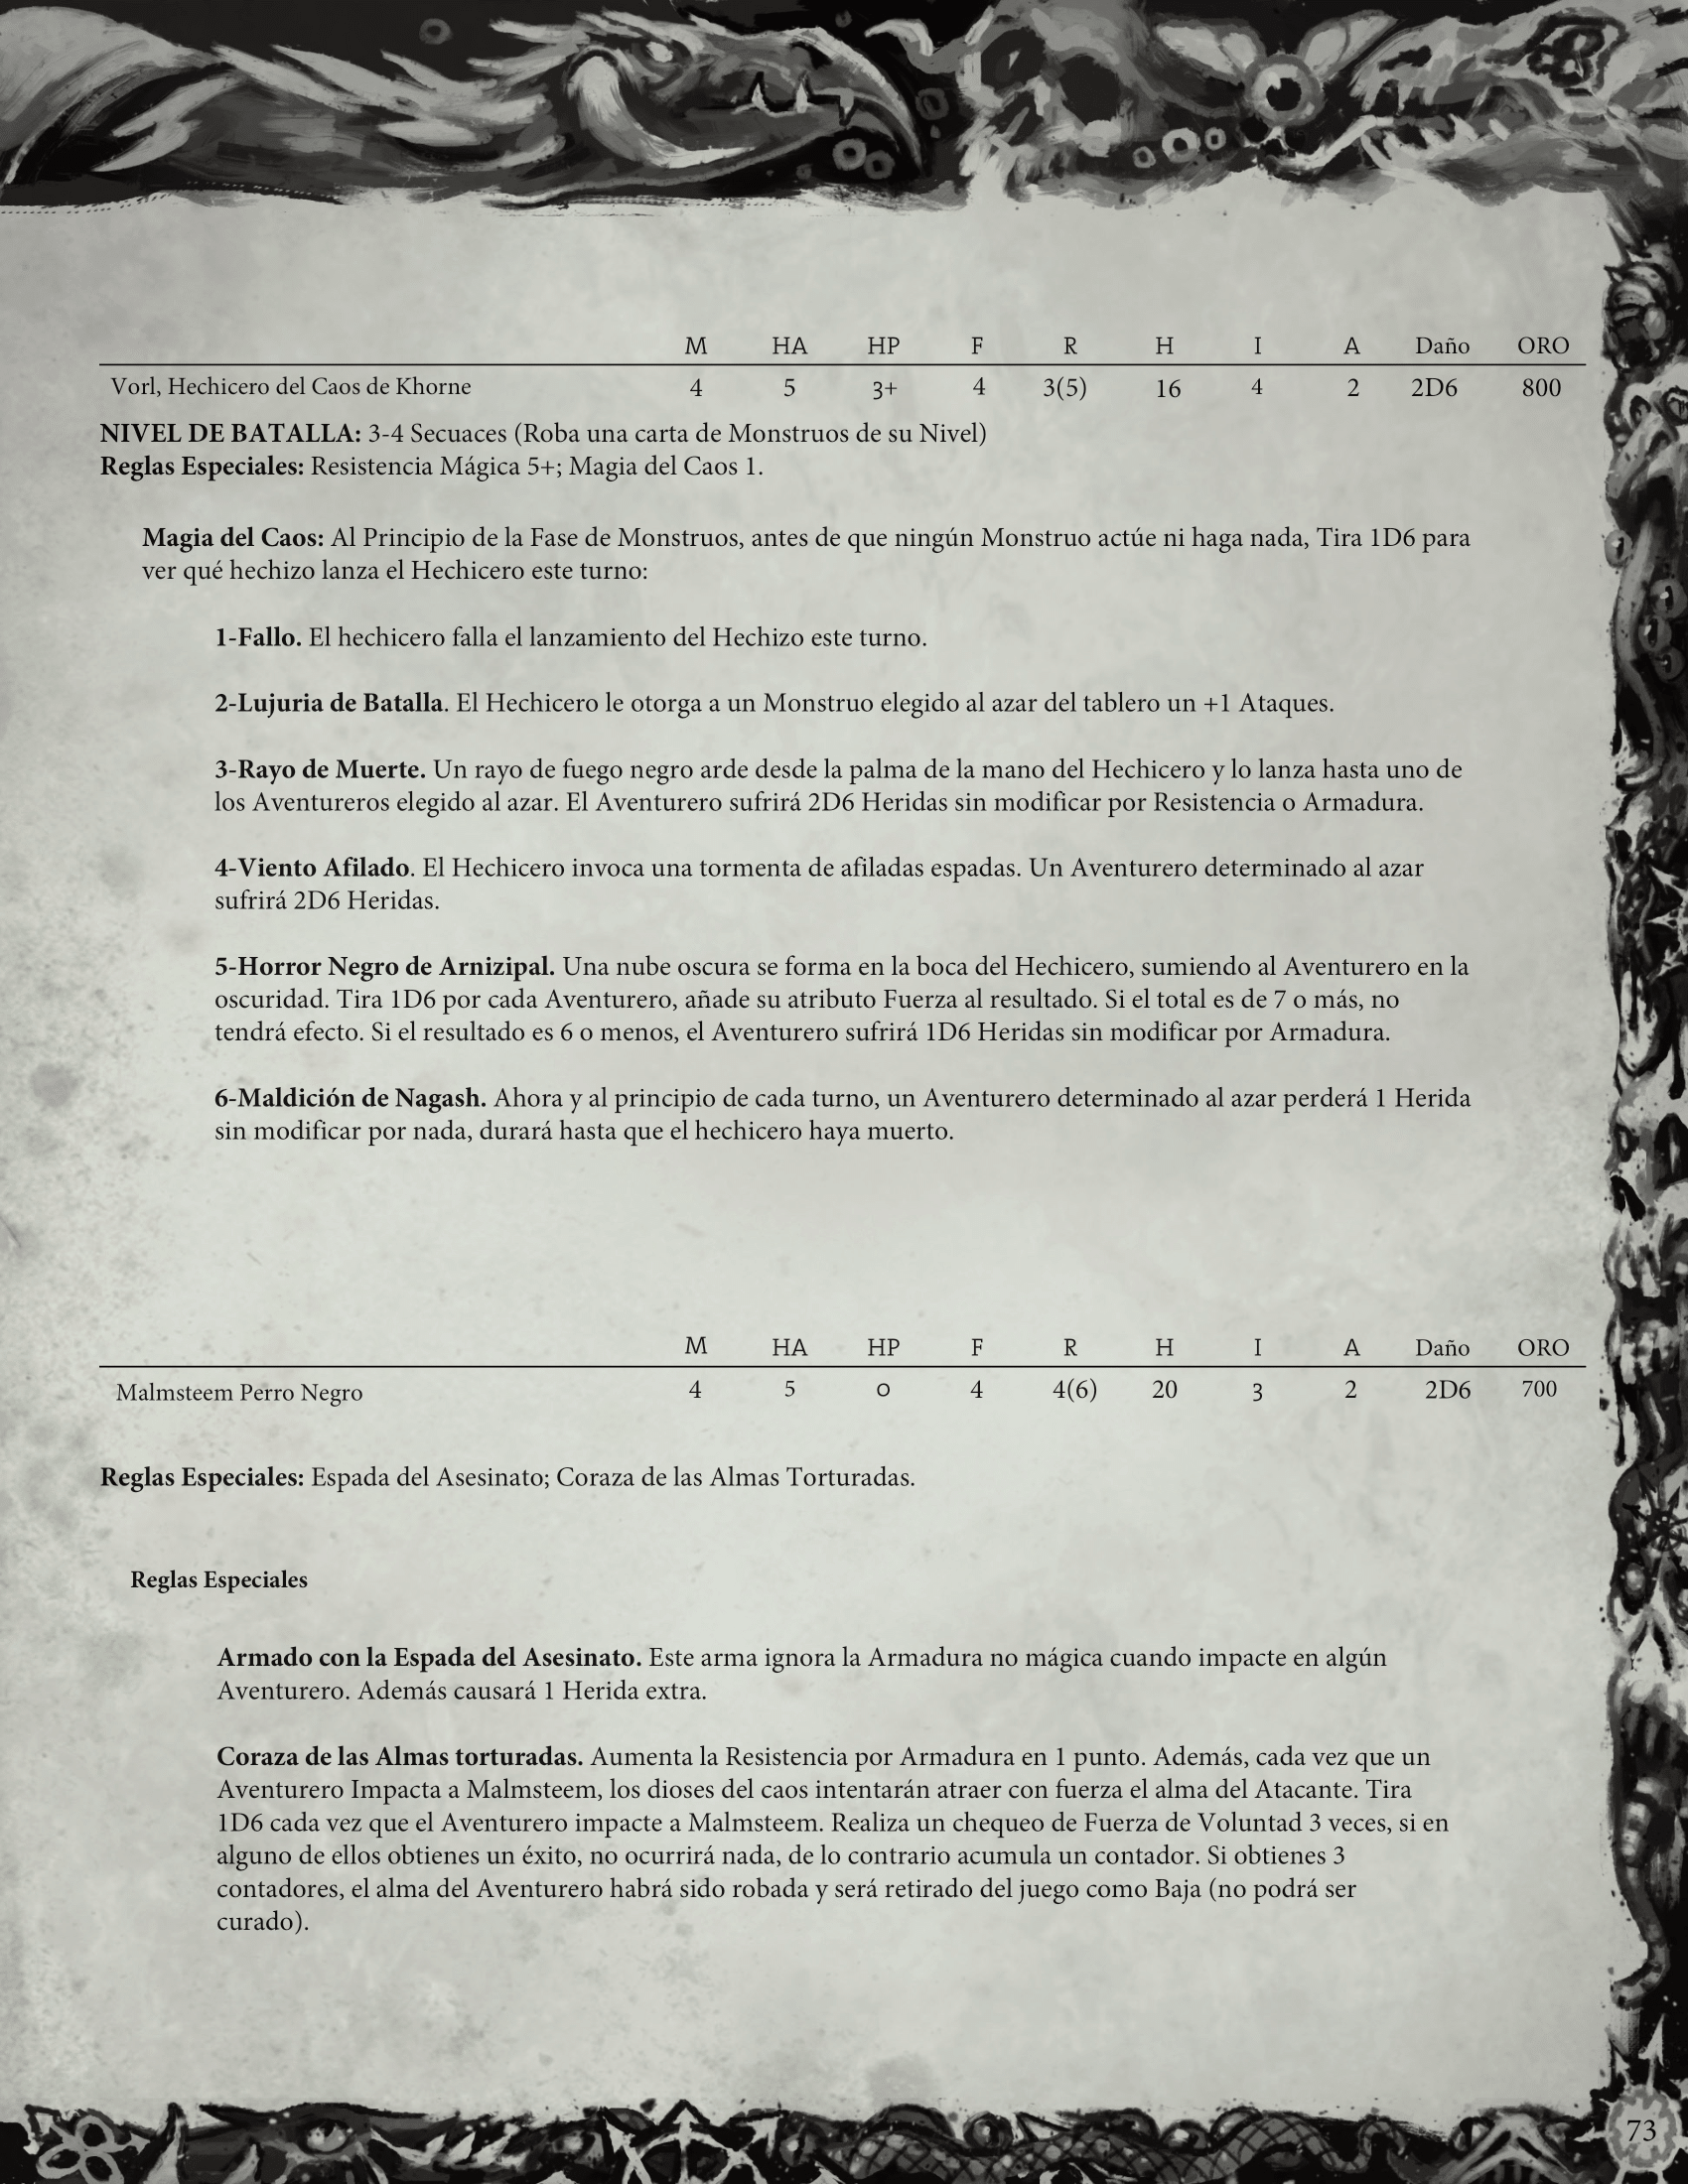 M HA HP F R H I A Daño ORO
Vorl, Hechicero del Caos de Khorne 4 5 3+ 4 3(5) 16 4 2 2D6 800
NIVEL DE BATALLA: 3-4 Secuaces (Roba una carta de Monstruos de su Nivel)
Reglas Especiales: Resistencia Mágica 5+; Magia del Caos 1.
Magia del Caos: Al Principio de la Fase de Monstruos, antes de que ningún Monstruo actúe ni haga nada, Tira 1D6 para
ver qué hechizo lanza el Hechicero este turno:
1-Fallo. El hechicero falla el lanzamiento del Hechizo este turno.
2-Lujuria de Batalla. El Hechicero le otorga a un Monstruo elegido al azar del tablero un +1 Ataques.
3-Rayo de Muerte. Un rayo de fuego negro arde desde la palma de la mano del Hechicero y lo lanza hasta uno de
los Aventureros elegido al azar. El Aventurero sufrirá 2D6 Heridas sin modificar por Resistencia o Armadura.
4-Viento Afilado. El Hechicero invoca una tormenta de afiladas espadas. Un Aventurero determinado al azar
sufrirá 2D6 Heridas.
5-Horror Negro de Arnizipal. Una nube oscura se forma en la boca del Hechicero, sumiendo al Aventurero en la
oscuridad. Tira 1D6 por cada Aventurero, añade su atributo Fuerza al resultado. Si el total es de 7 o más, no
tendrá efecto. Si el resultado es 6 o menos, el Aventurero sufrirá 1D6 Heridas sin modificar por Armadura.
6-Maldición de Nagash. Ahora y al principio de cada turno, un Aventurero determinado al azar perderá 1 Herida
sin modificar por nada, durará hasta que el hechicero haya muerto.
M HA HP F R H I A Daño ORO
Malmsteem Perro Negro 4 5 0 4 4(6) 20 3 2 2D6 700
Reglas Especiales: Espada del Asesinato; Coraza de las Almas Torturadas.
Reglas Especiales
Armado con la Espada del Asesinato. Este arma ignora la Armadura no mágica cuando impacte en algún
Aventurero. Además causará 1 Herida extra.
Coraza de las Almas torturadas. Aumenta la Resistencia por Armadura en 1 punto. Además, cada vez que un
Aventurero Impacta a Malmsteem, los dioses del caos intentarán atraer con fuerza el alma del Atacante. Tira
1D6 cada vez que el Aventurero impacte a Malmsteem. Realiza un chequeo de Fuerza de Voluntad 3 veces, si en
alguno de ellos obtienes un éxito, no ocurrirá nada, de lo contrario acumula un contador. Si obtienes 3
contadores, el alma del Aventurero habrá sido robada y será retirado del juego como Baja (no podrá ser
curado).
73